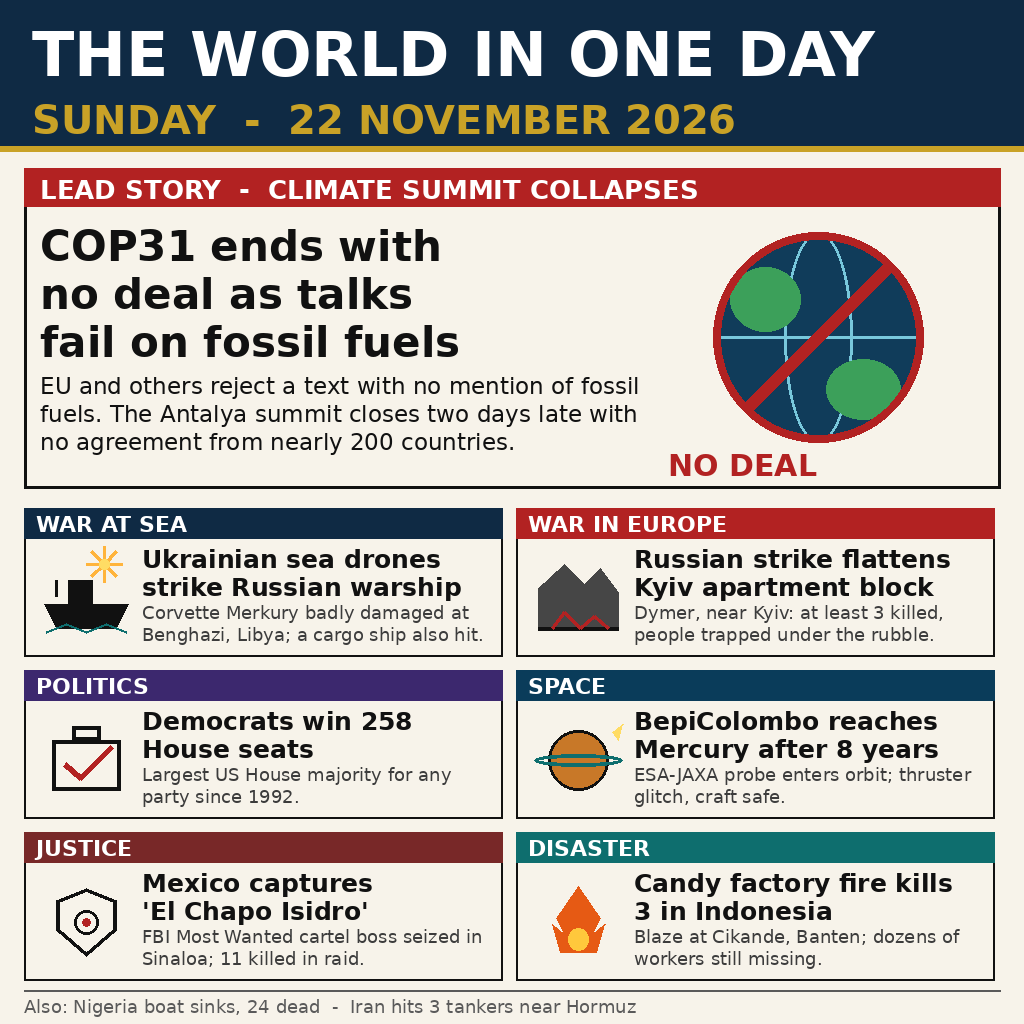 THE WORLD IN ONE DAY
SUNDAY - 22 NOVEMBER 2026
LEAD STORY - CLIMATE SUMMIT COLLAPSES
COP31 ends with
no deal as talks
fail on fossil fuels
EU and others reject a text with no mention of fossil
fuels. The Antalya summit closes two days late with
no agreement from nearly 200 countries.
NO DEAL
WAR AT SEA
Ukrainian sea drones
strike Russian warship
Corvette Merkury badly damaged at
Benghazi, Libya; a cargo ship also hit.
WAR IN EUROPE
Russian strike flattens
Kyiv apartment block
Dymer, near Kyiv: at least 3 killed,
people trapped under the rubble.
POLITICS
Democrats win 258
House seats
Largest US House majority for any
party since 1992.
SPACE
BepiColombo reaches
Mercury after 8 years
ESA-JAXA probe enters orbit; thruster
glitch, craft safe.
JUSTICE
Mexico captures
'El Chapo Isidro'
FBI Most Wanted cartel boss seized in
Sinaloa; 11 killed in raid.
DISASTER
Candy factory fire kills
3 in Indonesia
Blaze at Cikande, Banten; dozens of
workers still missing.
Also: Nigeria boat sinks, 24 dead - Iran hits 3 tankers near Hormuz